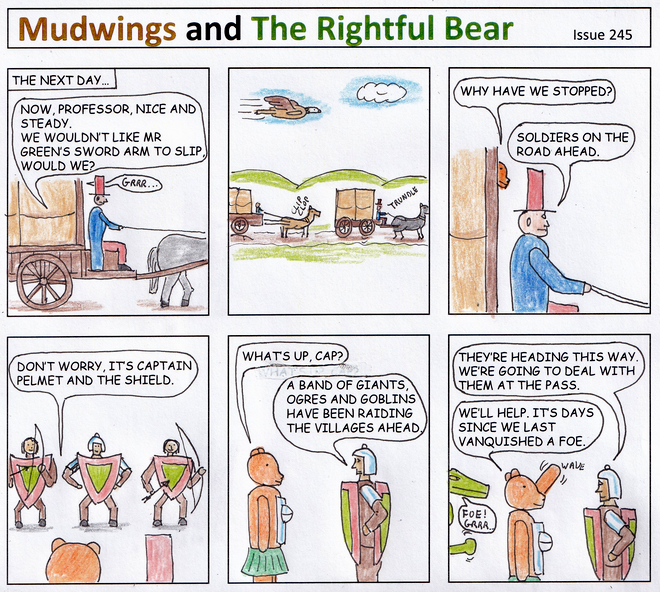 Mudwings and The Rightful Bear
Issue 245
THE NEXT DAY...
NOW, PROFESSOR, NICE AND
STEADY.
WE WOULDN'T LIKE MR
GREEN'S SWORD ARM TO SLIP,
WOULD WE?
GRRR...
CLIP
CLOP
TRUNDLE
WHY HAVE WE STOPPED?
SOLDIERS ON THE
ROAD AHEAD.
DON'T WORRY, IT'S CAPTAIN
PELMET AND THE SHIELD.
WHAT'S UP, CAP?
A BAND OF GIANTS,
OGRES AND GOBLINS
HAVE BEEN RAIDING
THE VILLAGES AHEAD.
THEY'RE HEADING THIS WAY.
WE'RE GOING TO DEAL WITH
THEM AT THE PASS.
WE'LL HELP. IT'S DAYS
SINCE WE LAST
VANQUISHED A FOE.
WAVE
FOE!
GRRR...